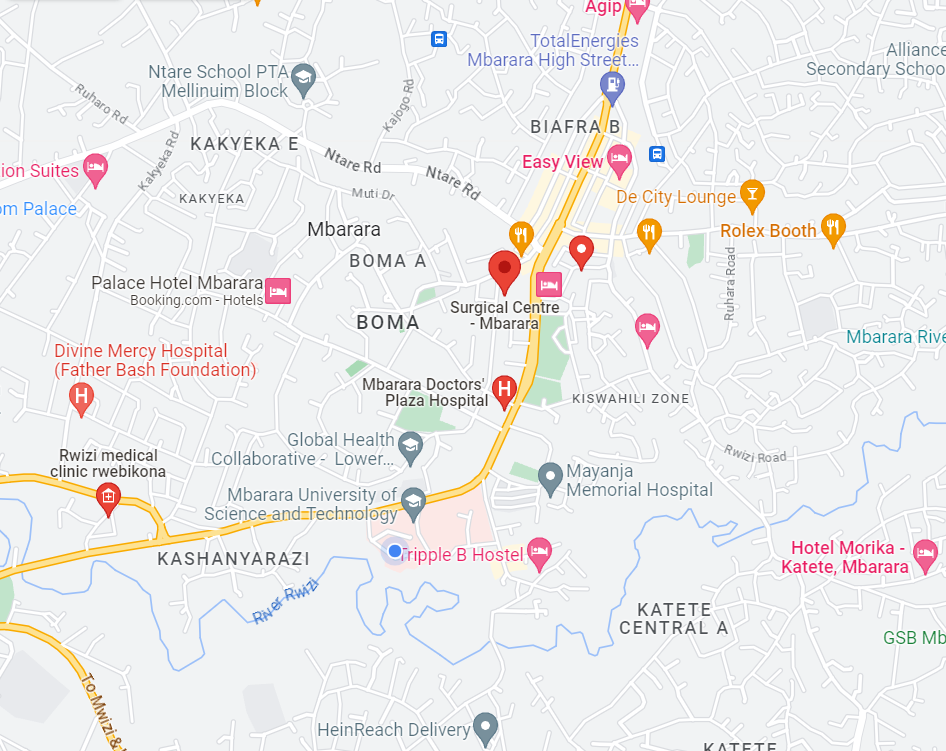 Agip
TotalEnergies
Mbarara High Street...
Alliance
Secondary Schoo
Ntare School PTA
Mellinuim Block
Ruharo Rd
Kajogo Rd
BIAFRA B
KAKYEKA E
Kakyeka Rd
Ntare Rd
Easy View
ion Suites
Ntare Rd
Muti Dr
KAKYEKA
De City Lounge
om Palace
Mbarara
Rolex Booth
BOMA A
Ruhara Road
Palace Hotel Mbarara
Booking.com - Hotels
Surgical Centre
- Mbarara
BOMA
Mbarara Rive
Divine Mercy Hospital
(Father Bash Foundation)
Mbarara Doctors'
Plaza Hospital
KISWAHILI ZONE
Global Health
Collaborative - Lower...
Rwizi medical
clinic rwebikona
Rwizi Road
Mayanja
Memorial Hospital
Mbarara University of
Science and Technology
KASHANYARAZI
Tripple B Hostel
Hotel Morika -
Katete, Mbarara
River Rwizi
KATETE
CENTRAL A
GSB Mb
To Mwizi &
HeinReach Delivery
KATETE